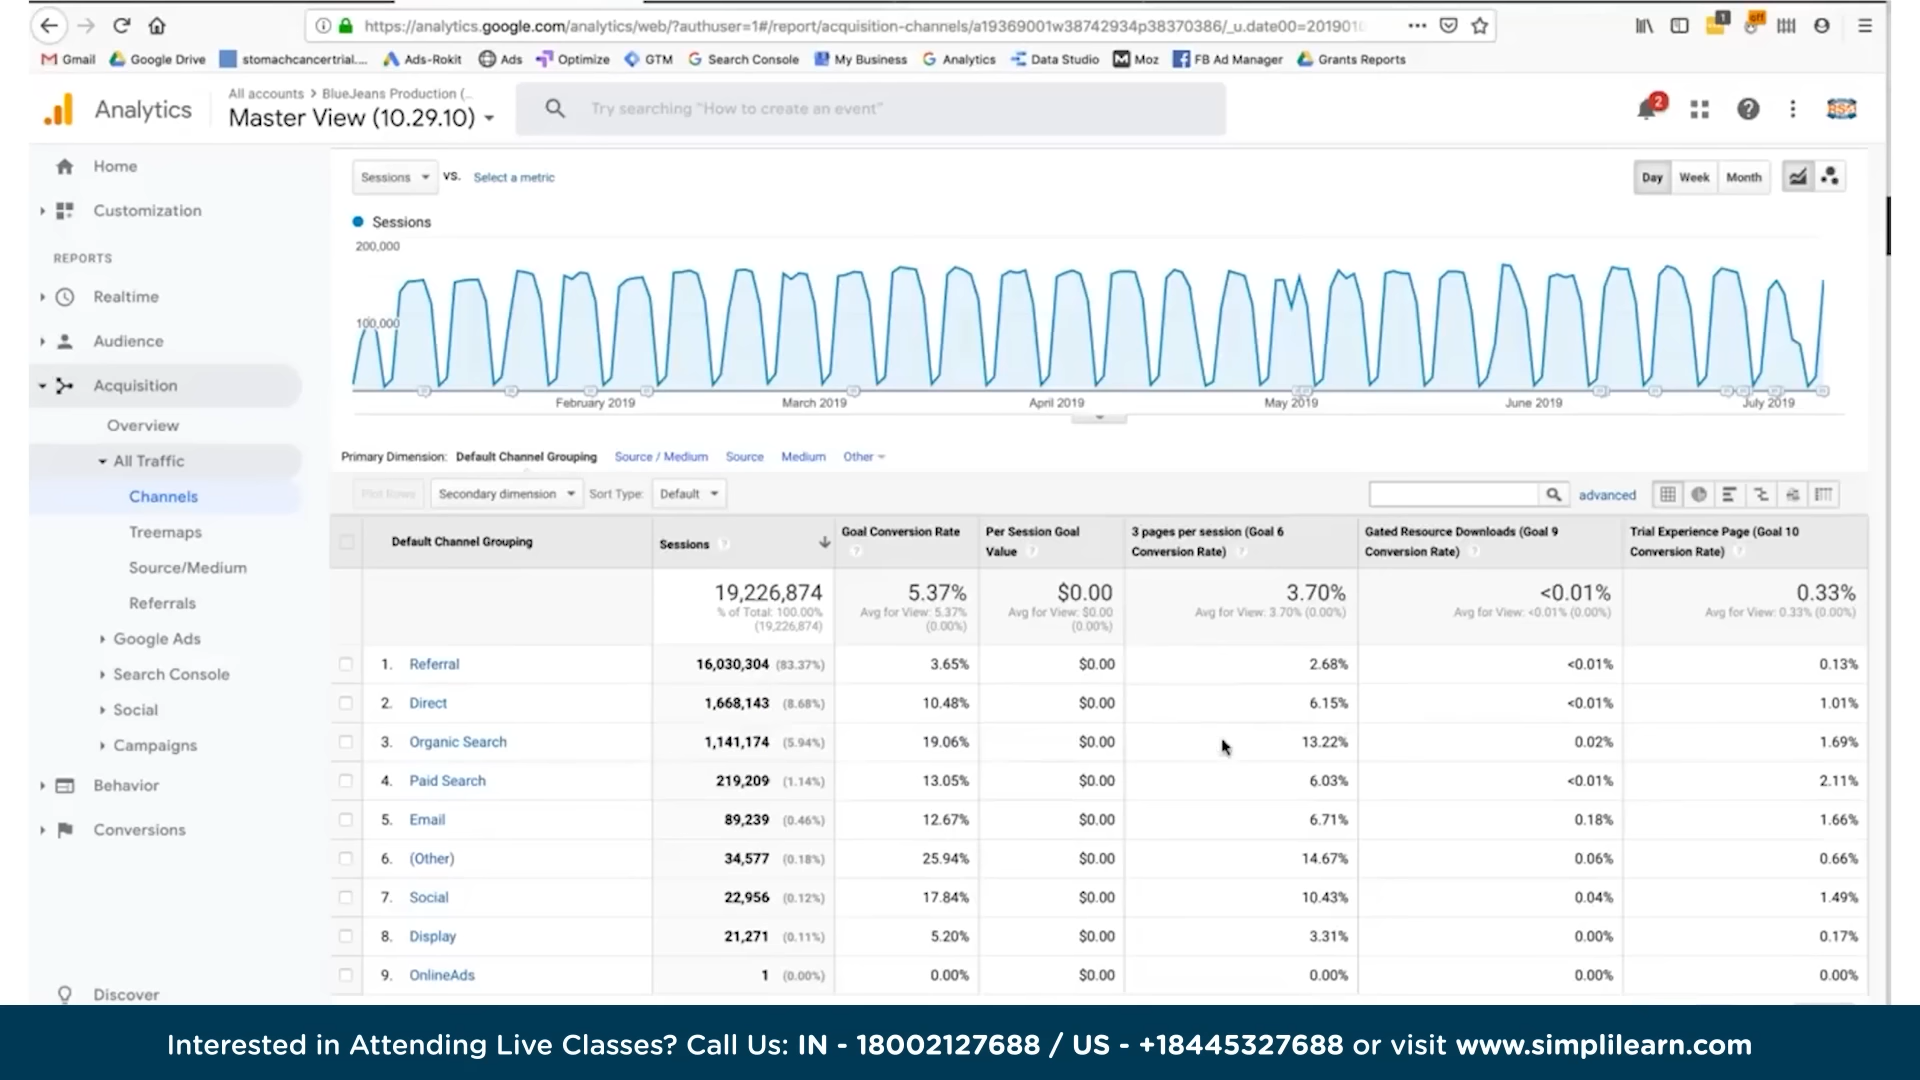 https://analytics.google.com/analytics/web/?authuser=1#/report/acquisition-channels/a19369001w38742934p38370386/_u.date00=201901
Gmail Google Drive stomachcancertrial.... Ads-Rokit Ads Optimize GTM Search Console My Business Analytics Data Studio Moz FB Ad Manager Grants Reports
Analytics
All accounts > BlueJeans Production (...
Master View (10.29.10)
Try searching "How to create an event"
2
Home
Customization
REPORTS
Realtime
Audience
Acquisition
Overview
All Traffic
Channels
Treemaps
Source/Medium
Referrals
Google Ads
Search Console
Social
Campaigns
Behavior
Conversions
Discover
Sessions VS. Select a metric
Day Week Month
Sessions
200,000
100,000
February 2019 March 2019 April 2019 May 2019 June 2019 July 2019
Primary Dimension: Default Channel Grouping Source / Medium Source Medium Other
Plot Rows Secondary dimension Sort Type: Default advanced
Default Channel Grouping Sessions Goal Conversion Rate Per Session Goal Value 3 pages per session (Goal 6 Conversion Rate) Gated Resource Downloads (Goal 9 Conversion Rate) Trial Experience Page (Goal 10 Conversion Rate)
19,226,874 5.37% $0.00 3.70% <0.01% 0.33%
% of Total: 100.00% Avg for View: 5.37% Avg for View: $0.00 Avg for View: 3.70% (0.00%) Avg for View: <0.01% (0.00%) Avg for View: 0.33% (0.00%)
(19,226,874) (0.00%) (0.00%)
1. Referral 16,030,304 (83.37%) 3.65% $0.00 2.68% <0.01% 0.13%
2. Direct 1,668,143 (8.68%) 10.48% $0.00 6.15% <0.01% 1.01%
3. Organic Search 1,141,174 (5.94%) 19.06% $0.00 13.22% 0.02% 1.69%
4. Paid Search 219,209 (1.14%) 13.05% $0.00 6.03% <0.01% 2.11%
5. Email 89,239 (0.46%) 12.67% $0.00 6.71% 0.18% 1.66%
6. (Other) 34,577 (0.18%) 25.94% $0.00 14.67% 0.06% 0.66%
7. Social 22,956 (0.12%) 17.84% $0.00 10.43% 0.04% 1.49%
8. Display 21,271 (0.11%) 5.20% $0.00 3.31% 0.00% 0.17%
9. OnlineAds 1 (0.00%) 0.00% $0.00 0.00% 0.00% 0.00%
Interested in Attending Live Classes? Call Us: IN - 18002127688 / US - +18445327688 or visit www.simplilearn.com